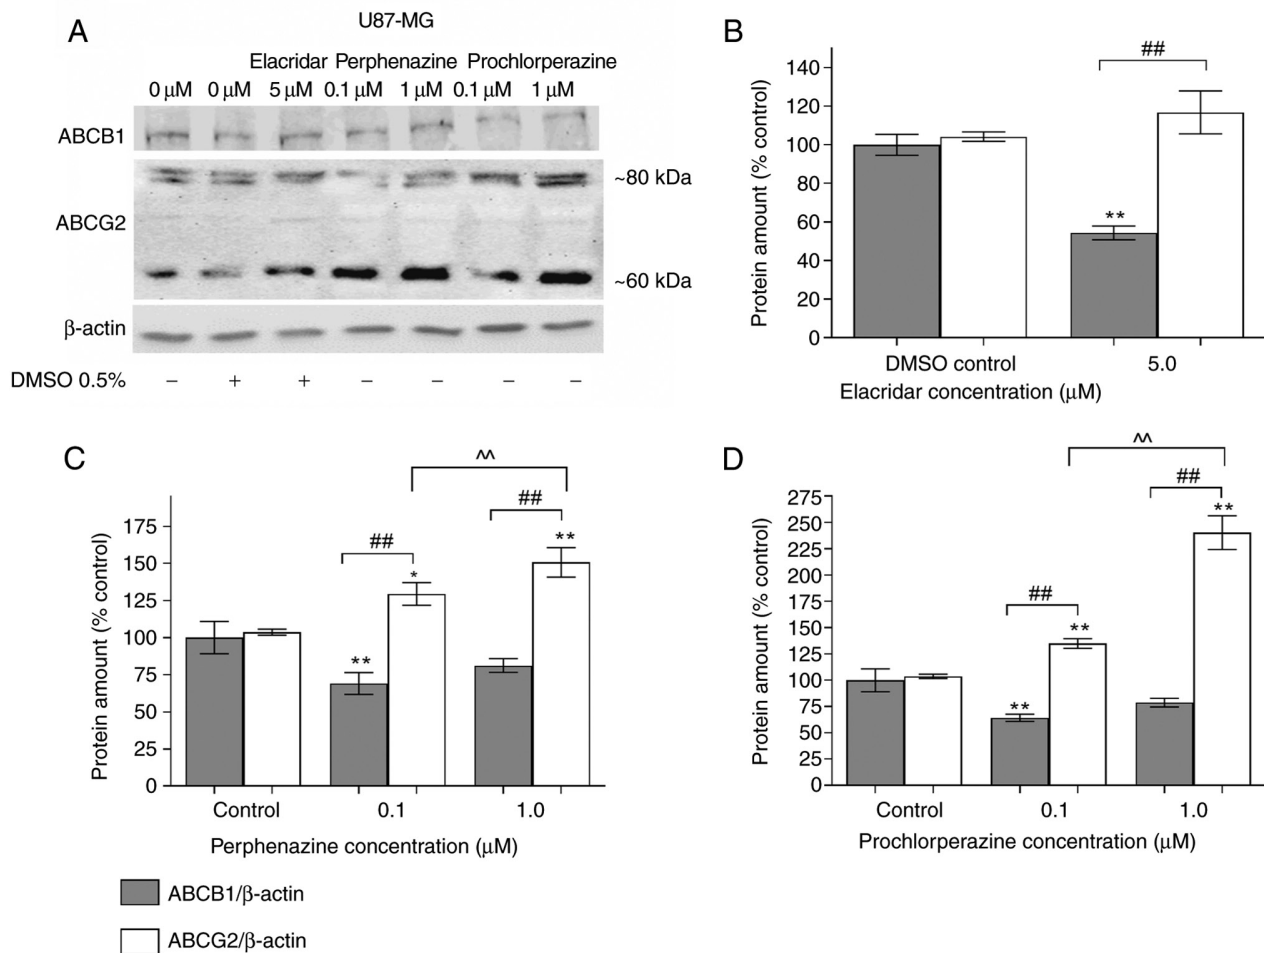 A
U87-MG
Elacridar Perphenazine Prochlorperazine
0 µM 0 µM 5 µM 0.1 µM 1 µM 0.1 µM 1 µM
ABCB1
~80 kDa
ABCG2
~60 kDa
β-actin
DMSO 0.5% – + + – – – –
B
Protein amount (% control)
140
120
100
80
60
40
20
0
##
**
DMSO control 5.0
Elacridar concentration (µM)
C
Protein amount (% control)
175
150
125
100
75
50
25
0
^^
##
##
**
*
**
Control 0.1 1.0
Perphenazine concentration (µM)
D
Protein amount (% control)
275
250
225
200
175
150
125
100
75
50
25
0
^^
##
**
##
**
**
Control 0.1 1.0
Prochlorperazine concentration (µM)
ABCB1/β-actin
ABCG2/β-actin